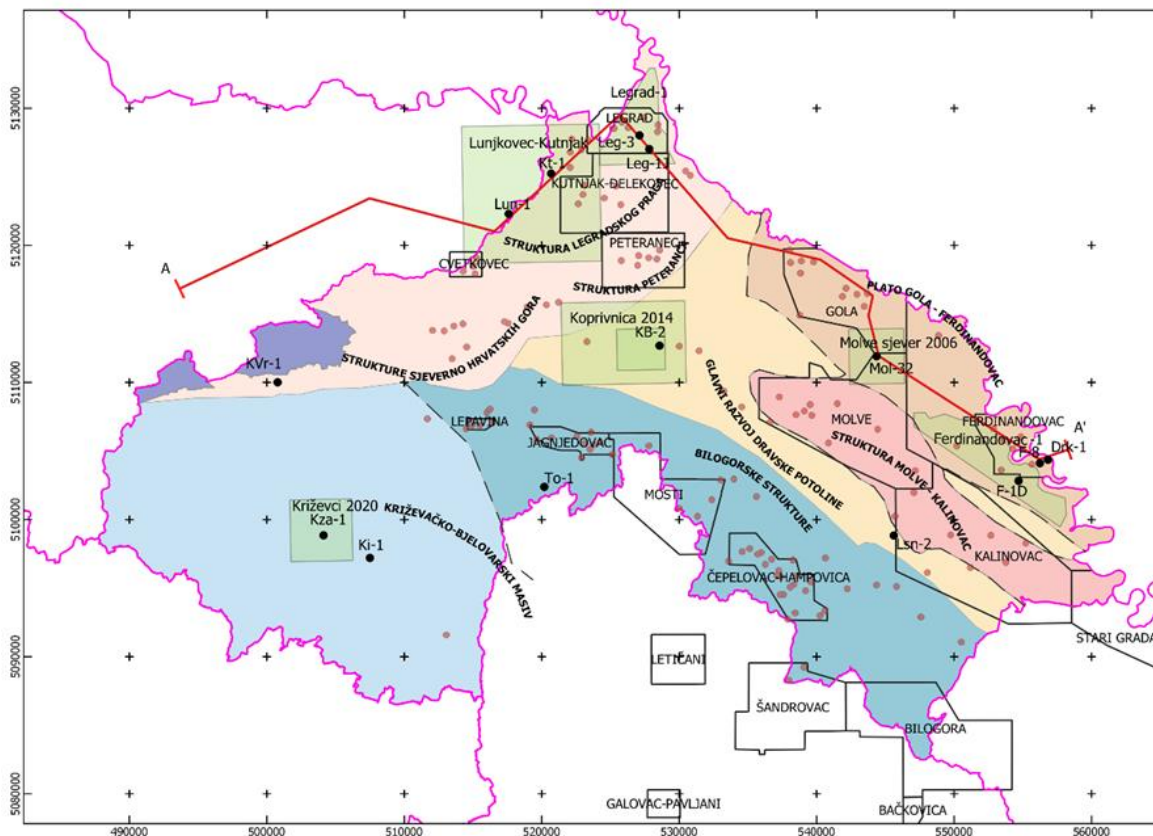 5130000
5120000
5110000
5100000
5090000
5080000
Legrad-1
LEGRAD
Lunjkovec-Kutnjak
Leg-3
Kt-1
Leg-11
KUTNJAK-ĐELEKOVEC
Lun-1
STRUKTURA LEGRADSKOG PRAGA
PETERANEC
CVETKOVEC
STRUKTURA PETERANEC
A
PLATO GOLA - FERDINANDOVAC
GOLA
Koprivnica 2014
KB-2
STRUKTURE SJEVERNO HRVATSKIH GORA
Molve sjever 2006
Mol-32
KVr-1
GLAVNI RAZVOJ DRAVSKE POTOLINE
LEPAVINA
MOLVE
FERDINANDOVAC
A'
JAGNJEDOVAC
STRUKTURA MOLVE - KALINOVAC
Ferdinandovac -1
Drk-1
F-8
To-1
MOSTI
BILOGORSKE STRUKTURE
F-1D
Križevci 2020
Kza-1
KRIŽEVAČKO-BJELOVARSKI MASIV
Ki-1
Lsn-2
KALINOVAC
ČEPELOVAC-HAMPOVICA
STARI GRADAC
LETIČANI
ŠANDROVAC
BILOGORA
GALOVAC-PAVLJANI
BAČKOVICA
490000
500000
510000
520000
530000
540000
550000
560000